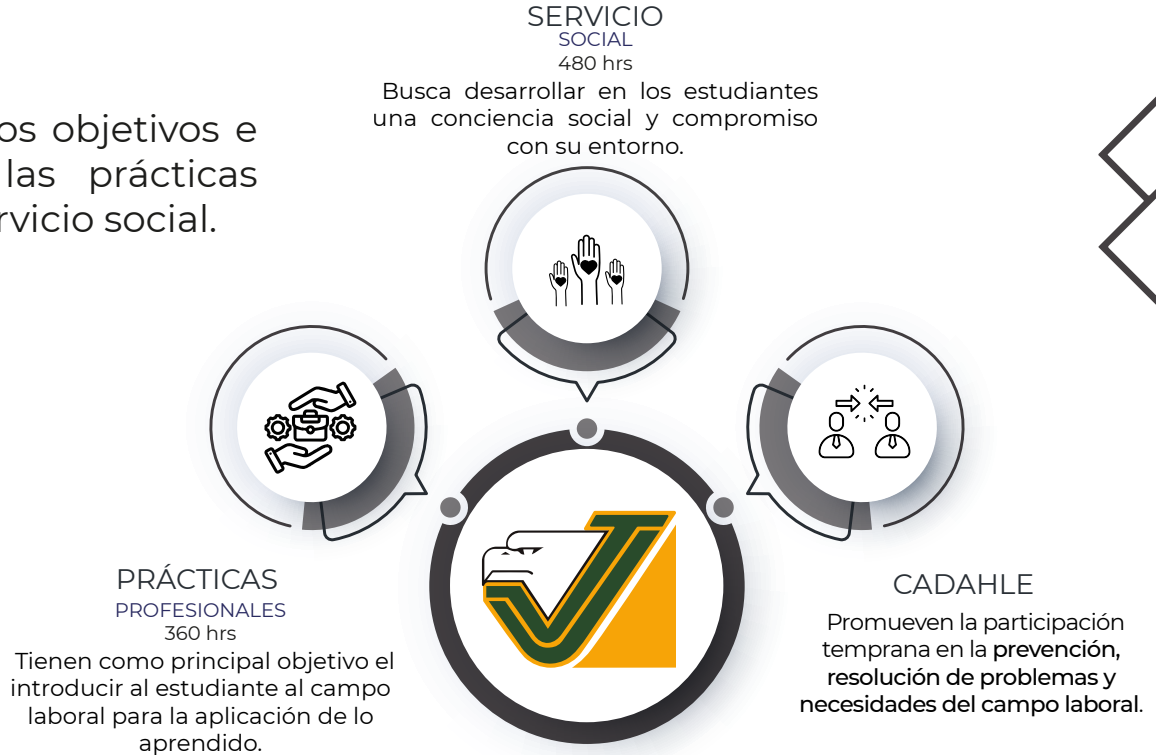 SERVICIO
SOCIAL
480 hrs
Busca desarrollar en los estudiantes
una conciencia social y compromiso
con su entorno.
os objetivos e
las prácticas
rvicio social.
PRÁCTICAS
PROFESIONALES
360 hrs
Tienen como principal objetivo el
introducir al estudiante al campo
laboral para la aplicación de lo
aprendido.
CADAHLE
Promueven la participación
temprana en la prevención,
resolución de problemas y
necesidades del campo laboral.